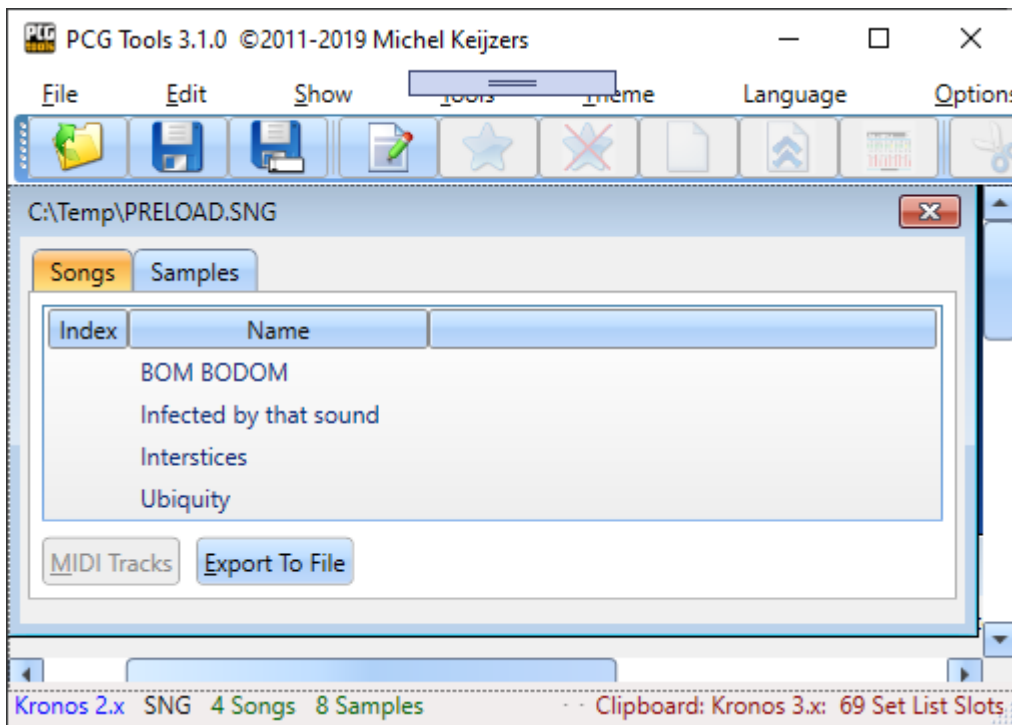 PCG Tools 3.1.0 ©2011-2019 Michel Keijzers
File Edit Show Tools Theme Language Options
C:\Temp\PRELOAD.SNG
Songs Samples
Index Name
BOM BODOM
Infected by that sound
Interstices
Ubiquity
MIDI Tracks Export To File
Kronos 2.x SNG 4 Songs 8 Samples - - Clipboard: Kronos 3.x: 69 Set List Slots